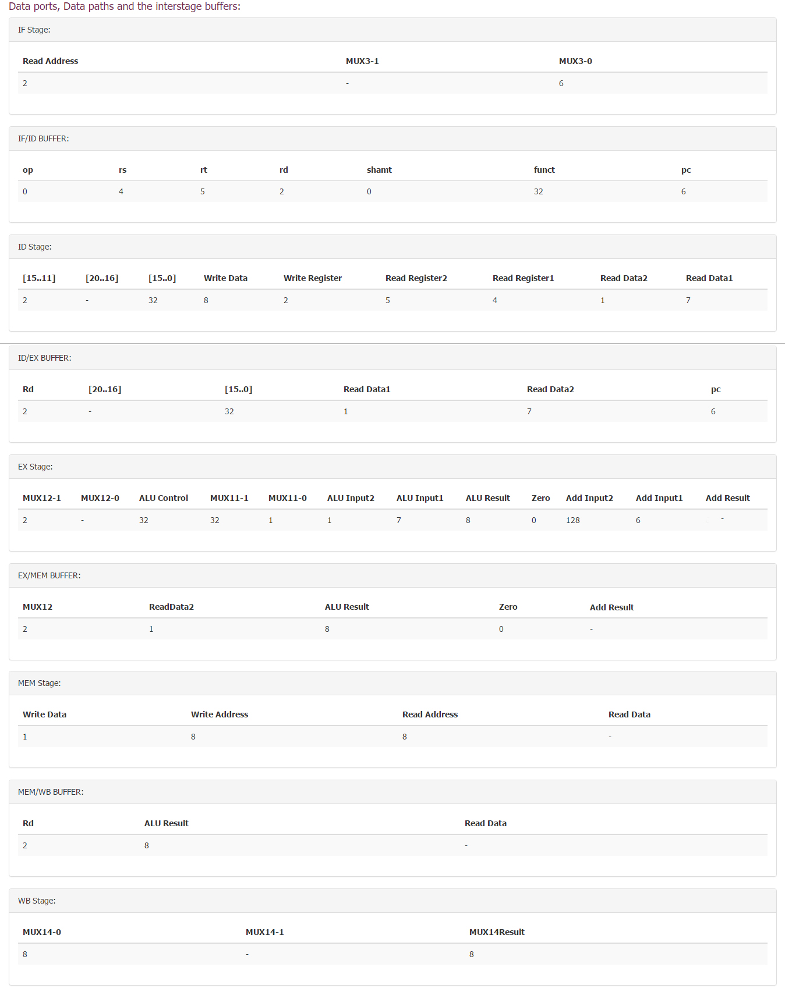 Data ports, Data paths and the interstage buffers:
IF Stage:
Read Address MUX3-1 MUX3-0
2 - 6
IF/ID BUFFER:
op rs rt rd shamt funct pc
0 4 5 2 0 32 6
ID Stage:
[15..11] [20..16] [15..0] Write Data Write Register Read Register2 Read Register1 Read Data2 Read Data1
2 - 32 8 2 5 4 1 7
ID/EX BUFFER:
Rd [20..16] [15..0] Read Data1 Read Data2 pc
2 - 32 1 7 6
EX Stage:
MUX12-1 MUX12-0 ALU Control MUX11-1 MUX11-0 ALU Input2 ALU Input1 ALU Result Zero Add Input2 Add Input1 Add Result
2 - 32 32 1 1 7 8 0 128 6 -
EX/MEM BUFFER:
MUX12 ReadData2 ALU Result Zero Add Result
2 1 8 0 -
MEM Stage:
Write Data Write Address Read Address Read Data
1 8 8 -
MEM/WB BUFFER:
Rd ALU Result Read Data
2 8 -
WB Stage:
MUX14-0 MUX14-1 MUX14Result
8 - 8